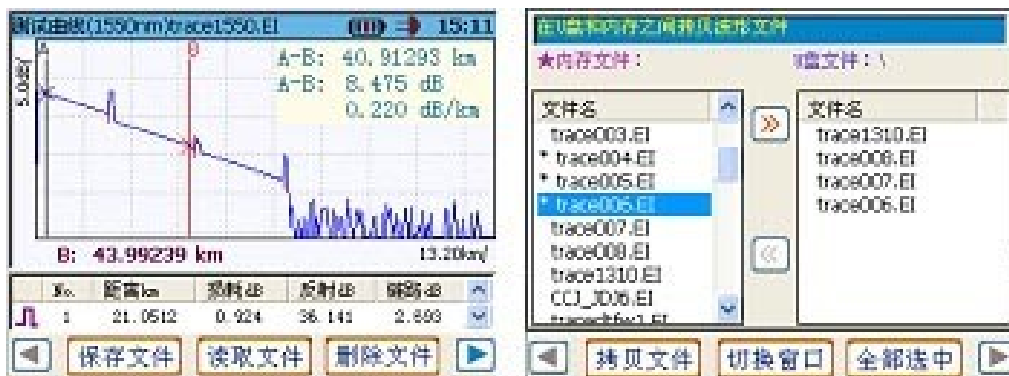 测试曲线(1550nm)trace1550.EI 15:11
A
B
A-B: 40.91293 km
A-B: 8.475 dB
0.220 dB/km
5.0dB/
B: 43.99239 km
13.20km/
No. 距离km 损耗dB 反射dB 链路dB
1 21.0512 0.924 36.141 2.693
保存文件 读取文件 删除文件
在U盘和内存之间拷贝波形文件
★内存文件:
U盘文件:\
文件名
trace003.EI
* trace004.EI
* trace005.EI
* trace006.EI
trace007.EI
trace008.EI
trace1310.EI
文件名
trace1310.EI
trace008.EI
trace007.EI
trace006.EI
拷贝文件 切换窗口 全部选中